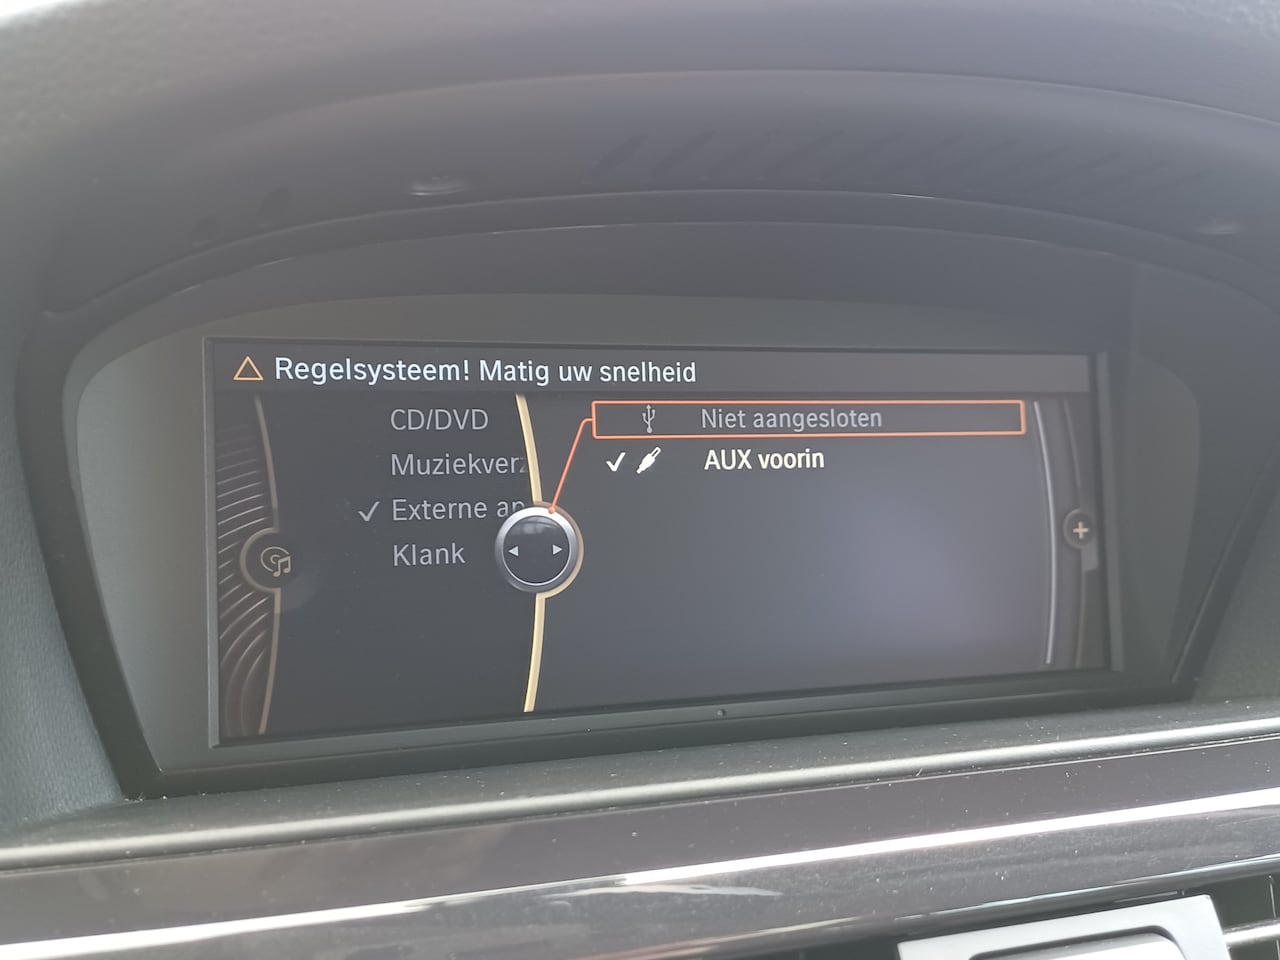 Regelsysteem! Matig uw snelheid
CD/DVD
Muziekverz
Externe ap
Klank
Niet aangesloten
AUX voorin